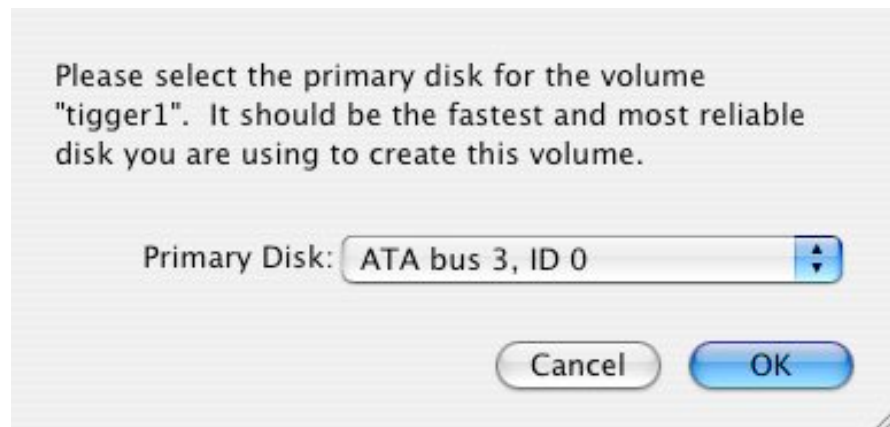 Please select the primary disk for the volume
"tigger1".  It should be the fastest and most reliable
disk you are using to create this volume.
Primary Disk: ATA bus 3, ID 0
Cancel OK